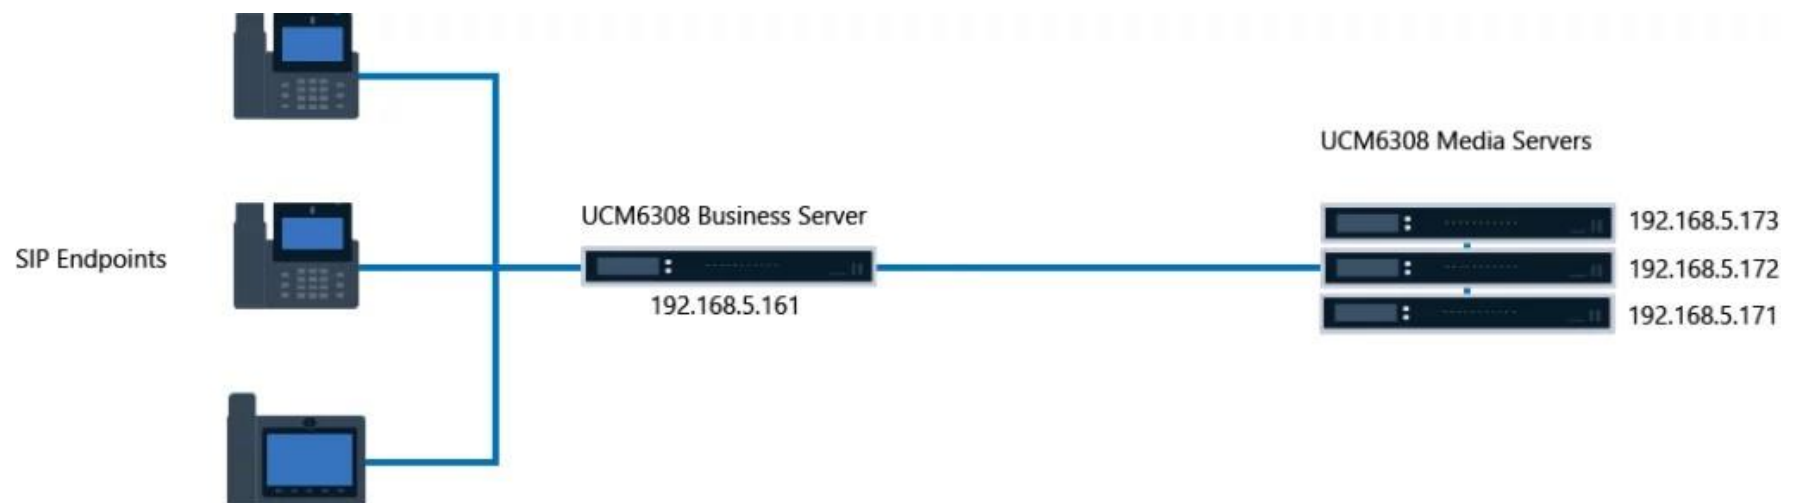 UCM6308 Media Servers
UCM6308 Business Server
192.168.5.173
SIP Endpoints
192.168.5.172
192.168.5.161
192.168.5.171